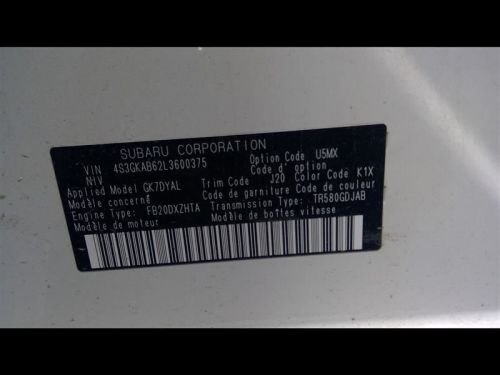 SUBARU CORPORATION
VIN 4S3GKAB62L3600375 Option Code U5MX
NIV Code d' option
Applied Model GK7DYAL Trim Code J20 Color Code K1X
Modèle concerné Code de garniture Code de couleur
Engine Type: FB20DXZHTA Transmission Type: TR580GDJAB
Modèle de moteur Modèle de boîtes vitesse